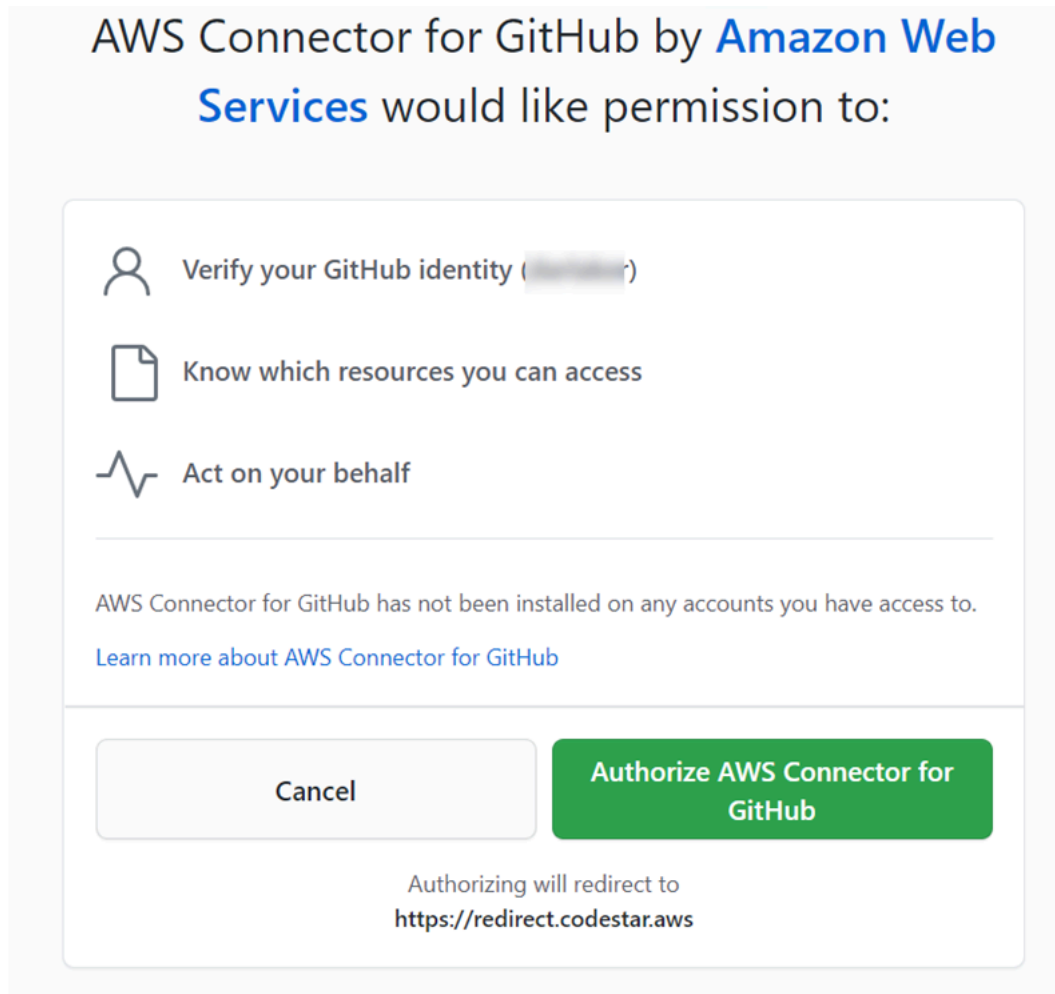 AWS Connector for GitHub by Amazon Web
Services would like permission to:
Verify your GitHub identity (r)
Know which resources you can access
Act on your behalf
AWS Connector for GitHub has not been installed on any accounts you have access to.
Learn more about AWS Connector for GitHub
Cancel
Authorize AWS Connector for
GitHub
Authorizing will redirect to
https://redirect.codestar.aws